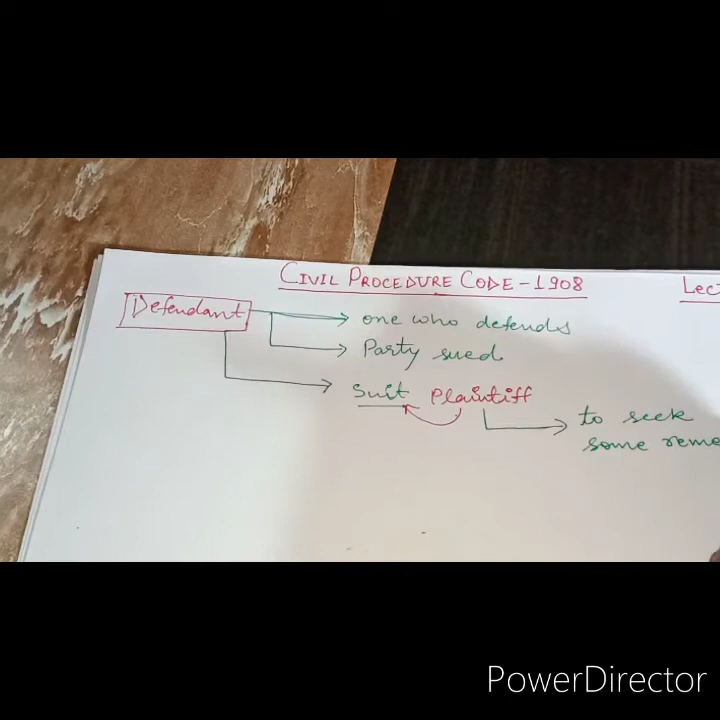 CIVIL PROCEDURE CODE - 1908
Lec
Defendant
one who defends
Party sued
Suit Plaintiff
to seek
some reme
PowerDirector